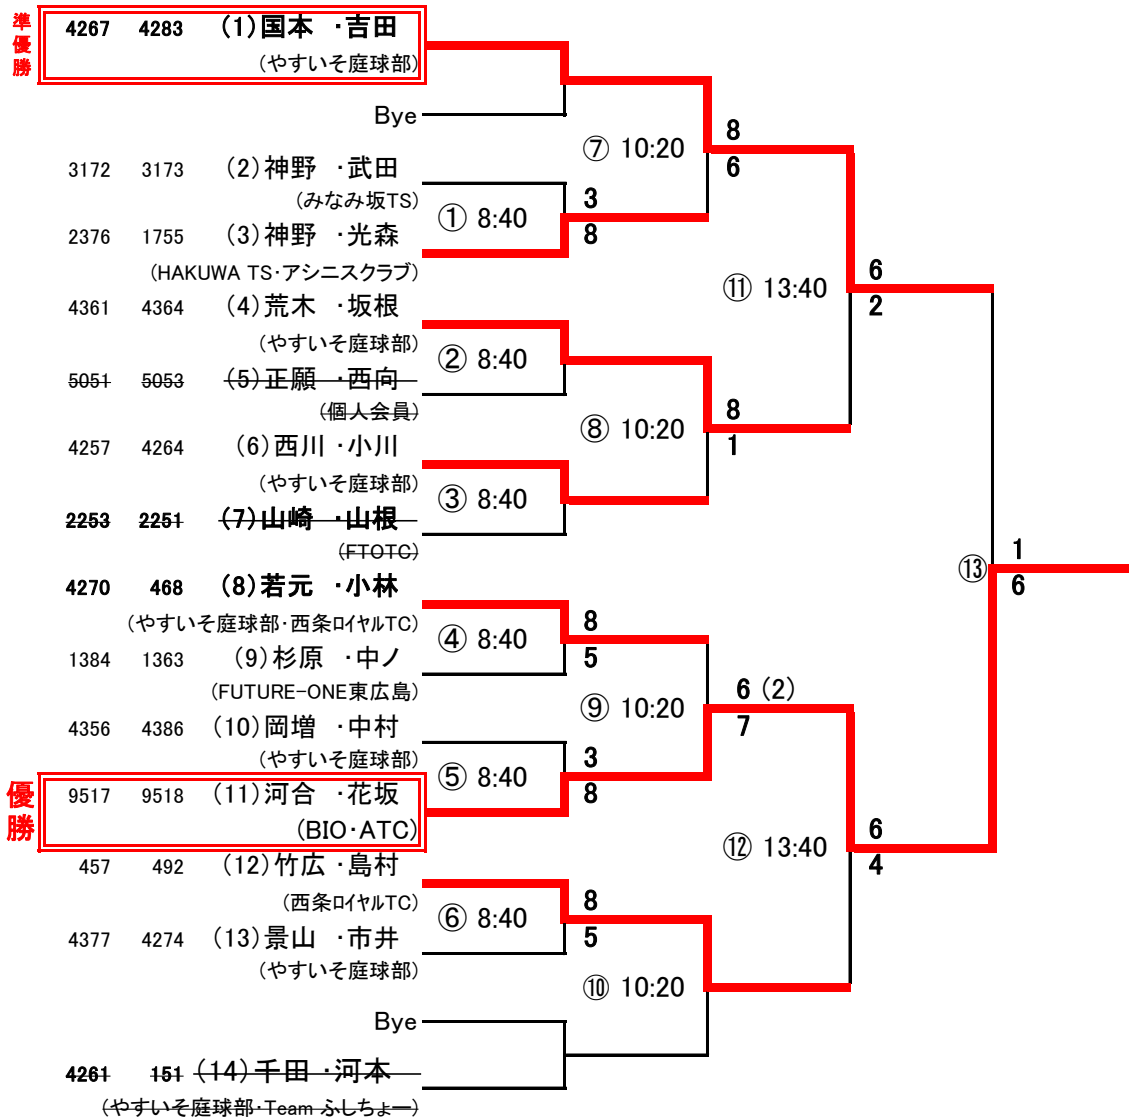 準優勝
4267 4283 (1)国本 ・吉田
(やすいそ庭球部)
Bye
⑦ 10:20
8
6
3172 3173 (2)神野 ・武田
(みなみ坂TS)
① 8:40
3
8
2376 1755 (3)神野 ・光森
(HAKUWA TS・アシニスクラブ)
⑪ 13:40
6
2
4361 4364 (4)荒木 ・坂根
(やすいそ庭球部)
② 8:40
5051 5053 (5)正願 ・西向
(個人会員)
⑧ 10:20
8
1
4257 4264 (6)西川 ・小川
(やすいそ庭球部)
③ 8:40
2253 2251 (7)山崎 ・山根
(FTOTC)
⑬
1
6
4270 468 (8)若元 ・小林
(やすいそ庭球部・西条ロイヤルTC)
④ 8:40
8
5
1384 1363 (9)杉原 ・中ノ
(FUTURE-ONE東広島)
⑨ 10:20
6 (2)
7
4356 4386 (10)岡増 ・中村
(やすいそ庭球部)
⑤ 8:40
3
8
優勝
9517 9518 (11)河合 ・花坂
(BIO・ATC)
⑫ 13:40
6
4
457 492 (12)竹広 ・島村
(西条ロイヤルTC)
⑥ 8:40
8
5
4377 4274 (13)景山 ・市井
(やすいそ庭球部)
⑩ 10:20
Bye
4261 151 (14)千田 ・河本
(やすいそ庭球部・Team ふしちょー)